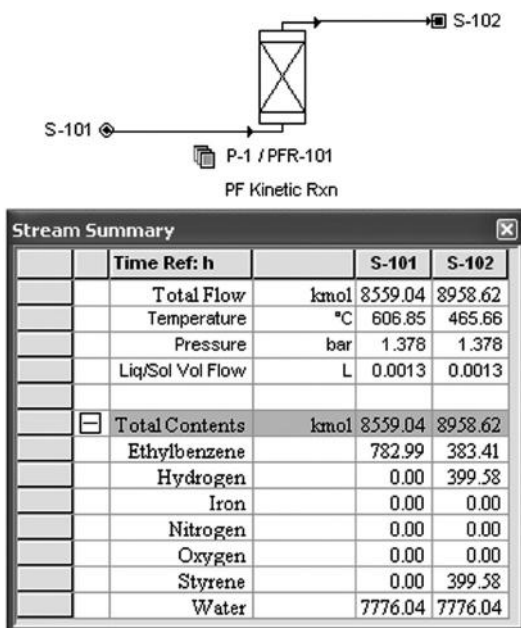 S-102
S-101
P-1 / PFR-101
PF Kinetic Rxn
Stream Summary
Time Ref: h S-101 S-102
Total Flow kmol 8559.04 8958.62
Temperature °C 606.85 465.66
Pressure bar 1.378 1.378
Liq/Sol Vol Flow L 0.0013 0.0013
Total Contents kmol 8559.04 8958.62
Ethylbenzene 782.99 383.41
Hydrogen 0.00 399.58
Iron 0.00 0.00
Nitrogen 0.00 0.00
Oxygen 0.00 0.00
Styrene 0.00 399.58
Water 7776.04 7776.04